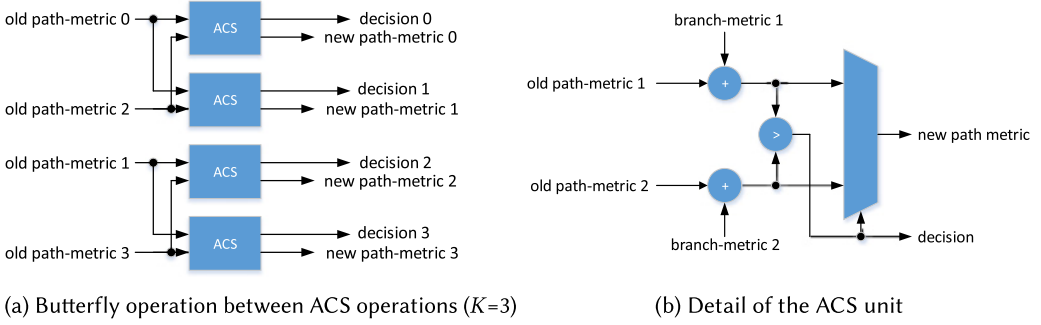 old path-metric 0
ACS
decision 0
new path-metric 0
ACS
decision 1
old path-metric 2
new path-metric 1
old path-metric 1
ACS
decision 2
new path-metric 2
ACS
decision 3
old path-metric 3
new path-metric 3
(a) Butterfly operation between ACS operations (K=3)
branch-metric 1
old path-metric 1
+
>
new path metric
old path-metric 2
+
branch-metric 2
decision
(b) Detail of the ACS unit